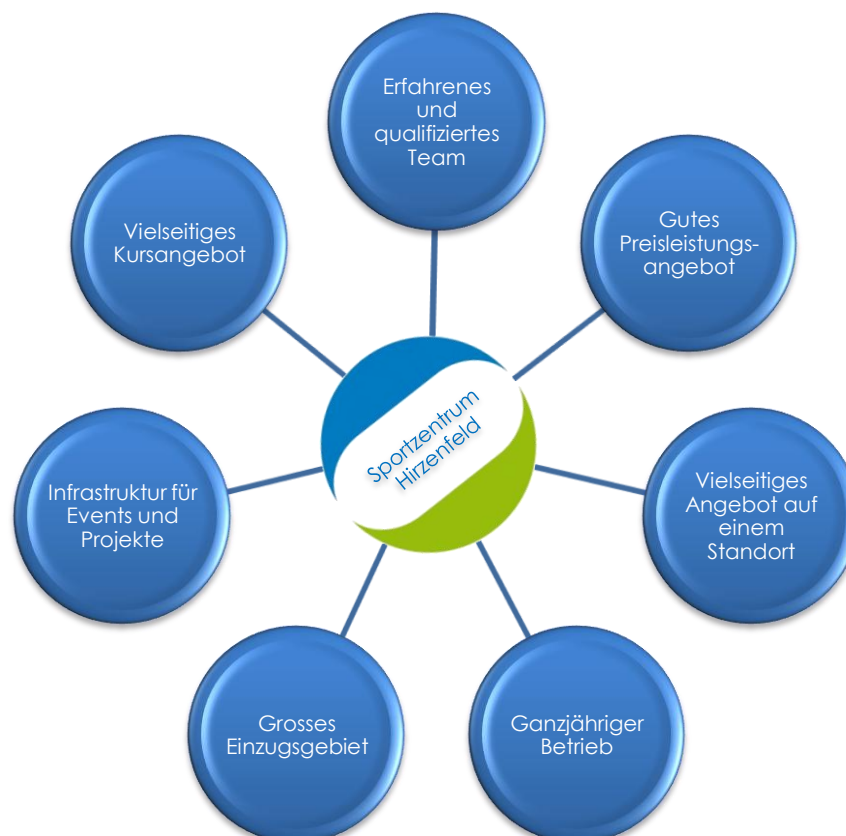 Erfahrenes
und
qualifiziertes
Team
Gutes
Preisleistungs-
angebot
Vielseitiges
Angebot auf
einem
Standort
Ganzjähriger
Betrieb
Grosses
Einzugsgebiet
Infrastruktur für
Events und
Projekte
Vielseitiges
Kursangebot
Sportzentrum
Hirzenfeld